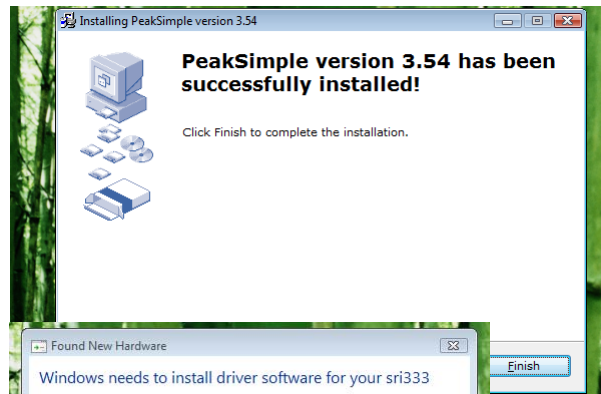 Installing PeakSimple version 3.54
PeakSimple version 3.54 has been
successfully installed!
Click Finish to complete the installation.
Finish
Found New Hardware
Windows needs to install driver software for your sri333